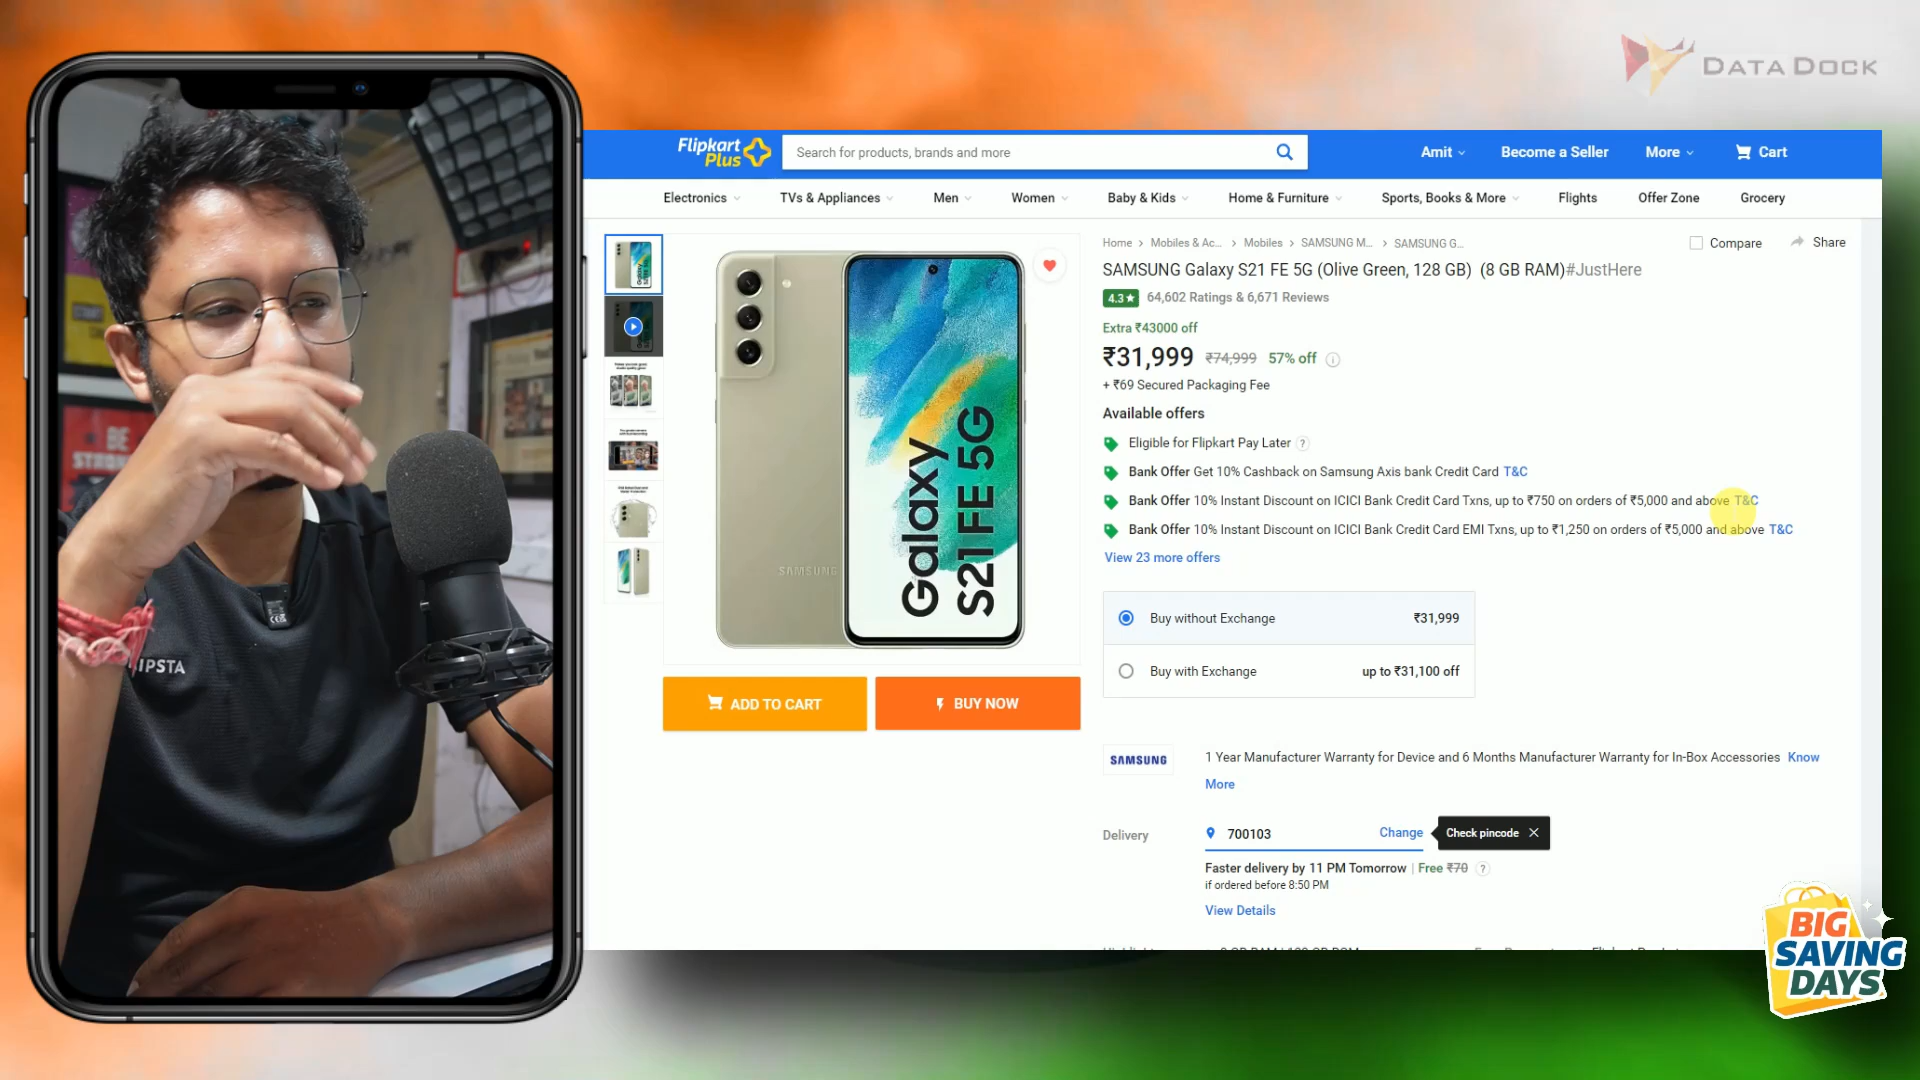 DATA DOCK
Flipkart
Plus
Search for products, brands and more
Amit
Become a Seller
More
Cart
Electronics
TVs & Appliances
Men
Women
Baby & Kids
Home & Furniture
Sports, Books & More
Flights
Offer Zone
Grocery
Home > Mobiles & Ac... > Mobiles > SAMSUNG M... > SAMSUNG G...
Compare
Share
SAMSUNG Galaxy S21 FE 5G (Olive Green, 128 GB) (8 GB RAM)#JustHere
4.3★ 64,602 Ratings & 6,671 Reviews
Extra ₹43000 off
₹31,999 ₹74,999 57% off
+ ₹69 Secured Packaging Fee
Available offers
Eligible for Flipkart Pay Later ?
Bank Offer Get 10% Cashback on Samsung Axis bank Credit Card T&C
Bank Offer 10% Instant Discount on ICICI Bank Credit Card Txns, up to ₹750 on orders of ₹5,000 and above T&C
Bank Offer 10% Instant Discount on ICICI Bank Credit Card EMI Txns, up to ₹1,250 on orders of ₹5,000 and above T&C
View 23 more offers
Buy without Exchange ₹31,999
Buy with Exchange up to ₹31,100 off
Galaxy
S21 FE 5G
SAMSUNG
ADD TO CART
BUY NOW
SAMSUNG
1 Year Manufacturer Warranty for Device and 6 Months Manufacturer Warranty for In-Box Accessories Know
More
Delivery
700103
Change
Check pincode
Faster delivery by 11 PM Tomorrow | Free ₹70 ?
if ordered before 8:50 PM
View Details
BIG
SAVING
DAYS
BE
IPSTA